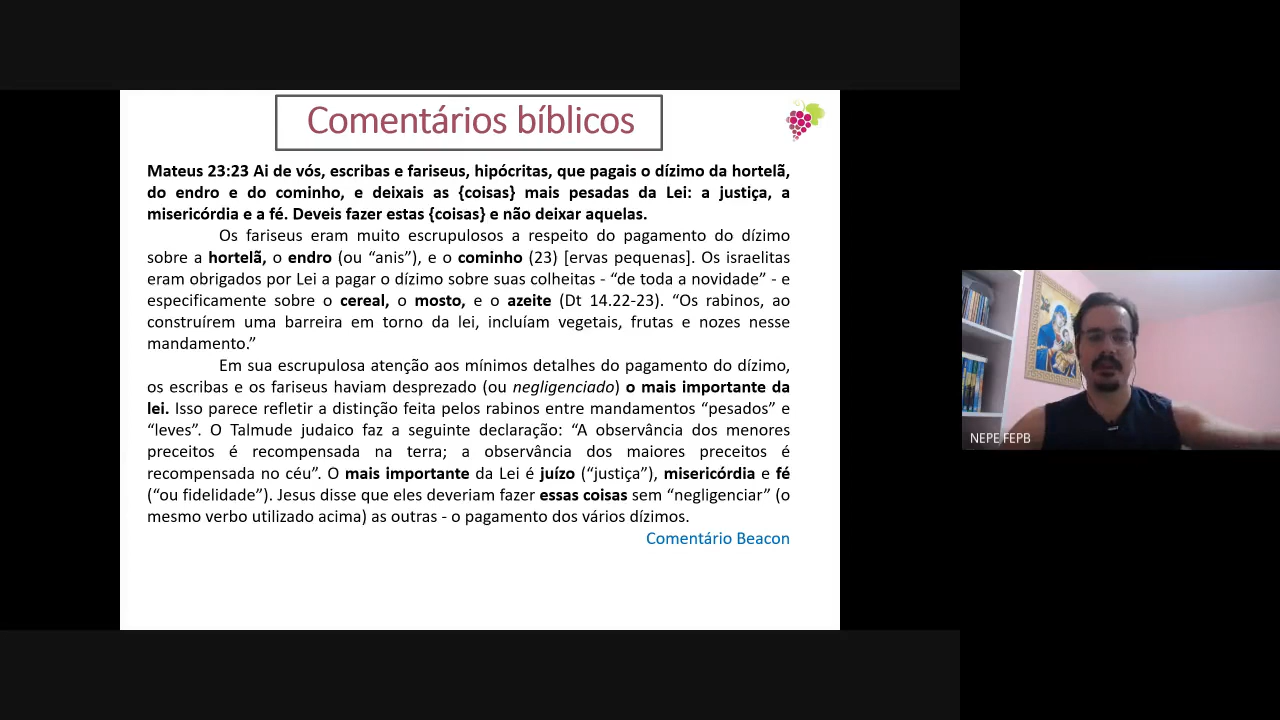 Comentários bíblicos
Mateus 23:23 Ai de vós, escribas e fariseus, hipócritas, que pagais o dízimo da hortelã,
do endro e do cominho, e deixais as {coisas} mais pesadas da Lei: a justiça, a
misericórdia e a fé. Deveis fazer estas {coisas} e não deixar aquelas.
Os fariseus eram muito escrupulosos a respeito do pagamento do dízimo
sobre a hortelã, o endro (ou “anis”), e o cominho (23) [ervas pequenas]. Os israelitas
eram obrigados por Lei a pagar o dízimo sobre suas colheitas - “de toda a novidade” - e
especificamente sobre o cereal, o mosto, e o azeite (Dt 14.22-23). “Os rabinos, ao
construírem uma barreira em torno da lei, incluíam vegetais, frutas e nozes nesse
mandamento.”
Em sua escrupulosa atenção aos mínimos detalhes do pagamento do dízimo,
os escribas e os fariseus haviam desprezado (ou negligenciado) o mais importante da
lei. Isso parece refletir a distinção feita pelos rabinos entre mandamentos “pesados” e
“leves”. O Talmude judaico faz a seguinte declaração: “A observância dos menores
preceitos é recompensada na terra; a observância dos maiores preceitos é
recompensada no céu”. O mais importante da Lei é juízo (“justiça”), misericórdia e fé
(“ou fidelidade”). Jesus disse que eles deveriam fazer essas coisas sem “negligenciar” (o
mesmo verbo utilizado acima) as outras - o pagamento dos vários dízimos.
Comentário Beacon
NEPE FEPB